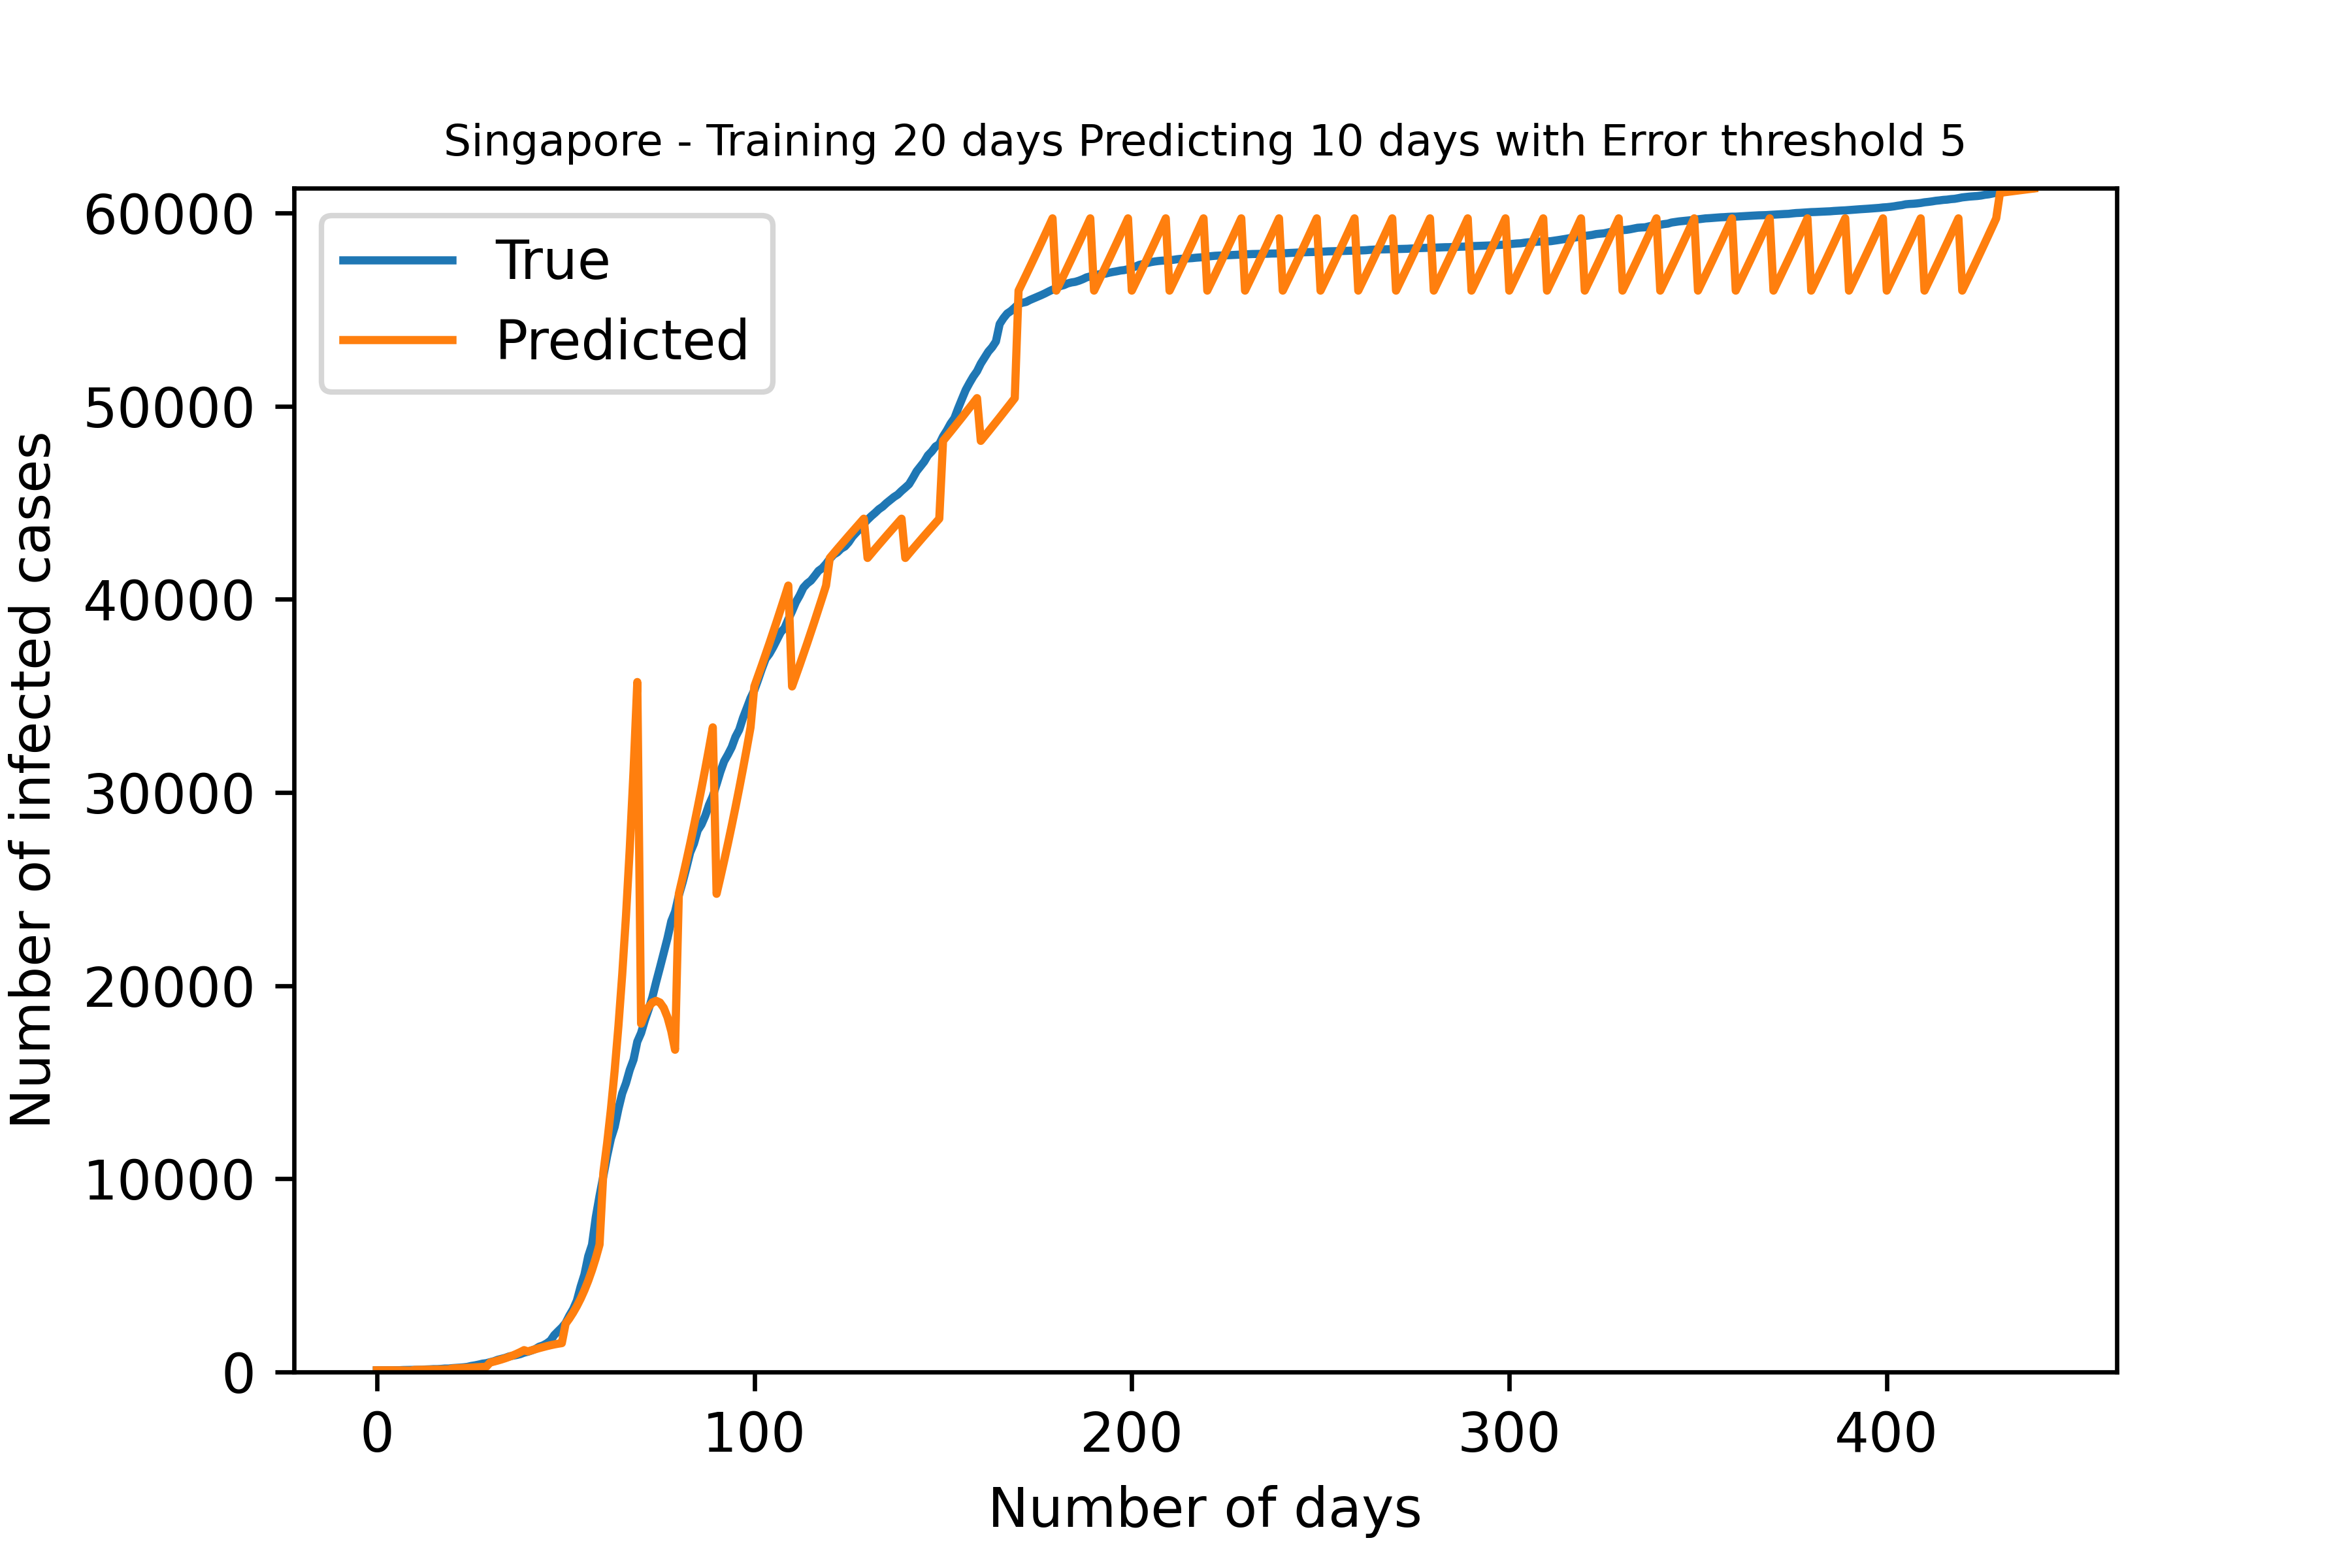 Singapore - Training 20 days Predicting 10 days with Error threshold 5
True
Predicted
Number of infected cases
60000
50000
40000
30000
20000
10000
0
0 100 200 300 400
Number of days